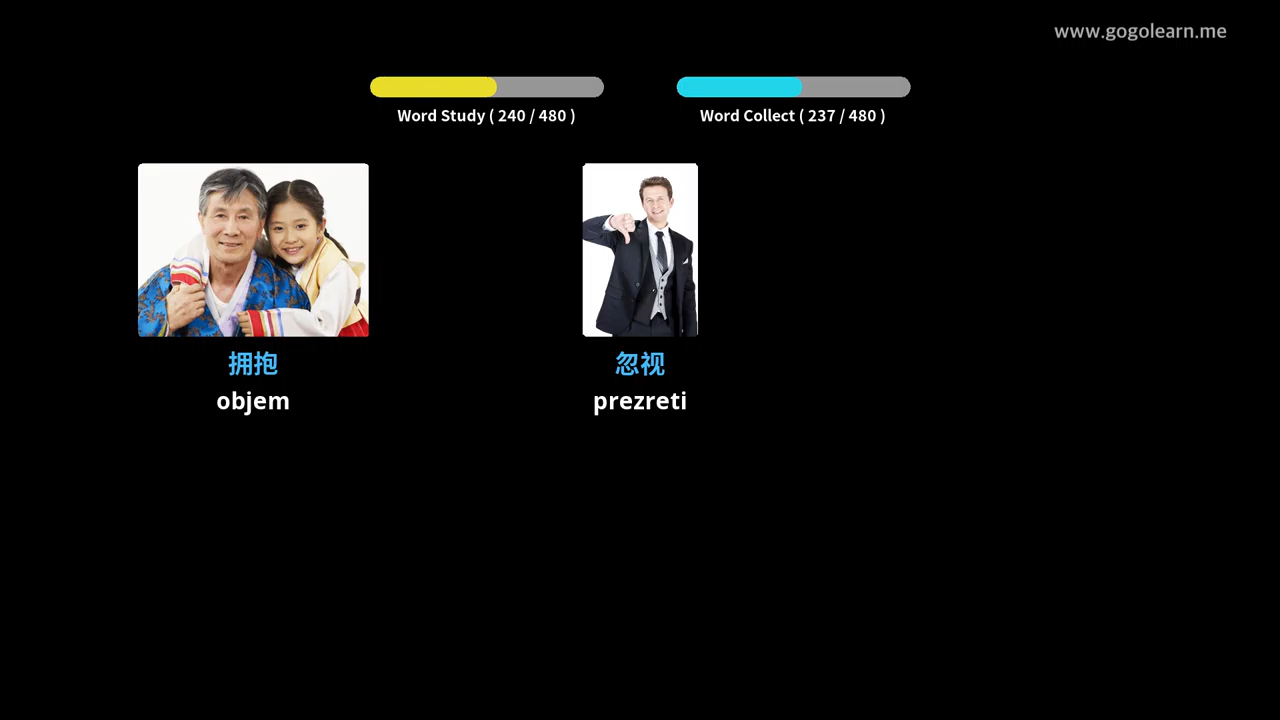 www.gogolearn.me
Word Study ( 240 / 480 )
Word Collect ( 237 / 480 )
拥抱
objem
忽视
prezreti